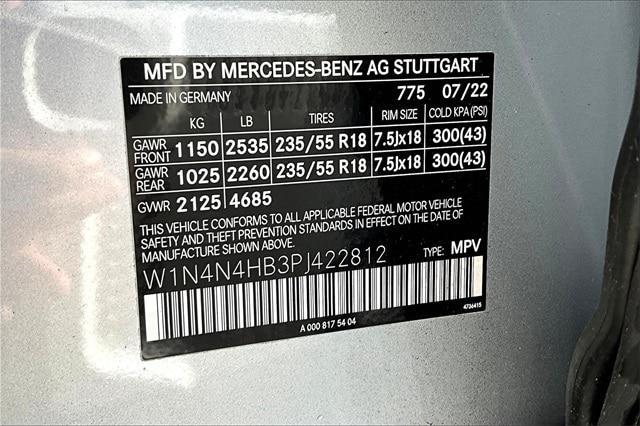 MFD BY MERCEDES-BENZ AG STUTTGART
MADE IN GERMANY 775 07/22
KG LB TIRES RIM SIZE COLD KPA(PSI)
GAWR FRONT 1150 2535 235/55 R18 7.5Jx18 300(43)
GAWR REAR 1025 2260 235/55 R18 7.5Jx18 300(43)
GVWR 2125 4685
THIS VEHICLE CONFORMS TO ALL APPLICABLE FEDERAL MOTOR VEHICLE
SAFETY AND THEFT PREVENTION STANDARDS IN EFFECT ON THE DATE OF
MANUFACTURE SHOWN ABOVE.
W1N4N4HB3PJ422812 TYPE: MPV
4726415
A 000 817 54 04